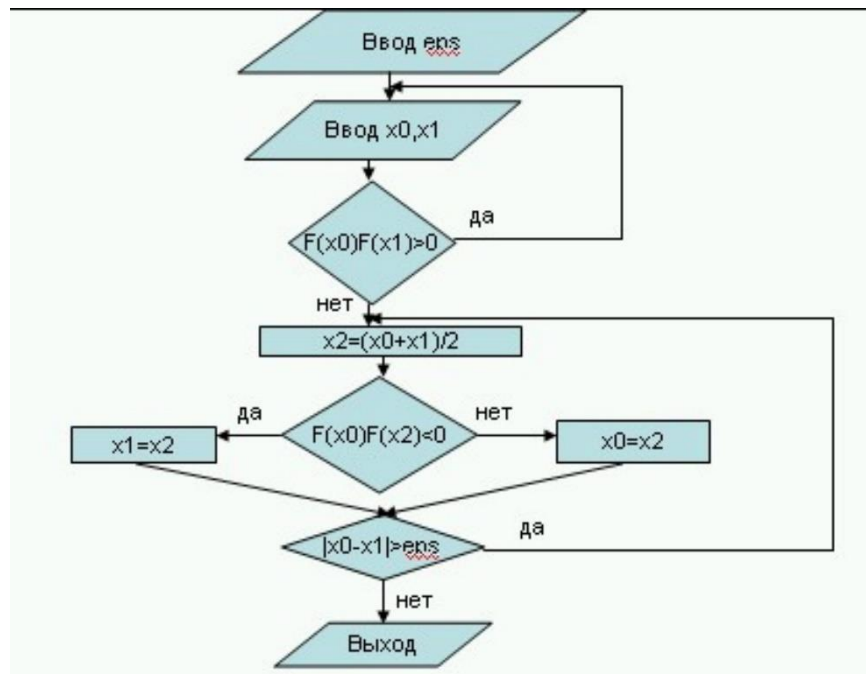 Ввод eps
Ввод x0,x1
F(x0)F(x1)>0
да
нет
x2=(x0+x1)/2
да
F(x0)F(x2)<0
нет
x1=x2
x0=x2
|x0-x1|>eps
да
нет
Выход